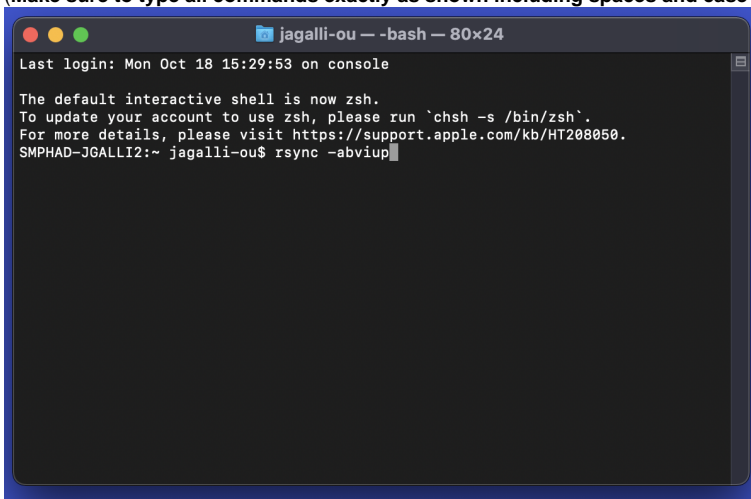 (Make sure to type all commands exactly as shown including spaces and case
jagalli-ou — -bash — 80×24
Last login: Mon Oct 18 15:29:53 on console
The default interactive shell is now zsh.
To update your account to use zsh, please run `chsh -s /bin/zsh`.
For more details, please visit https://support.apple.com/kb/HT208050.
SMPHAD-JGALLI2:~ jagalli-ou$ rsync -abviup